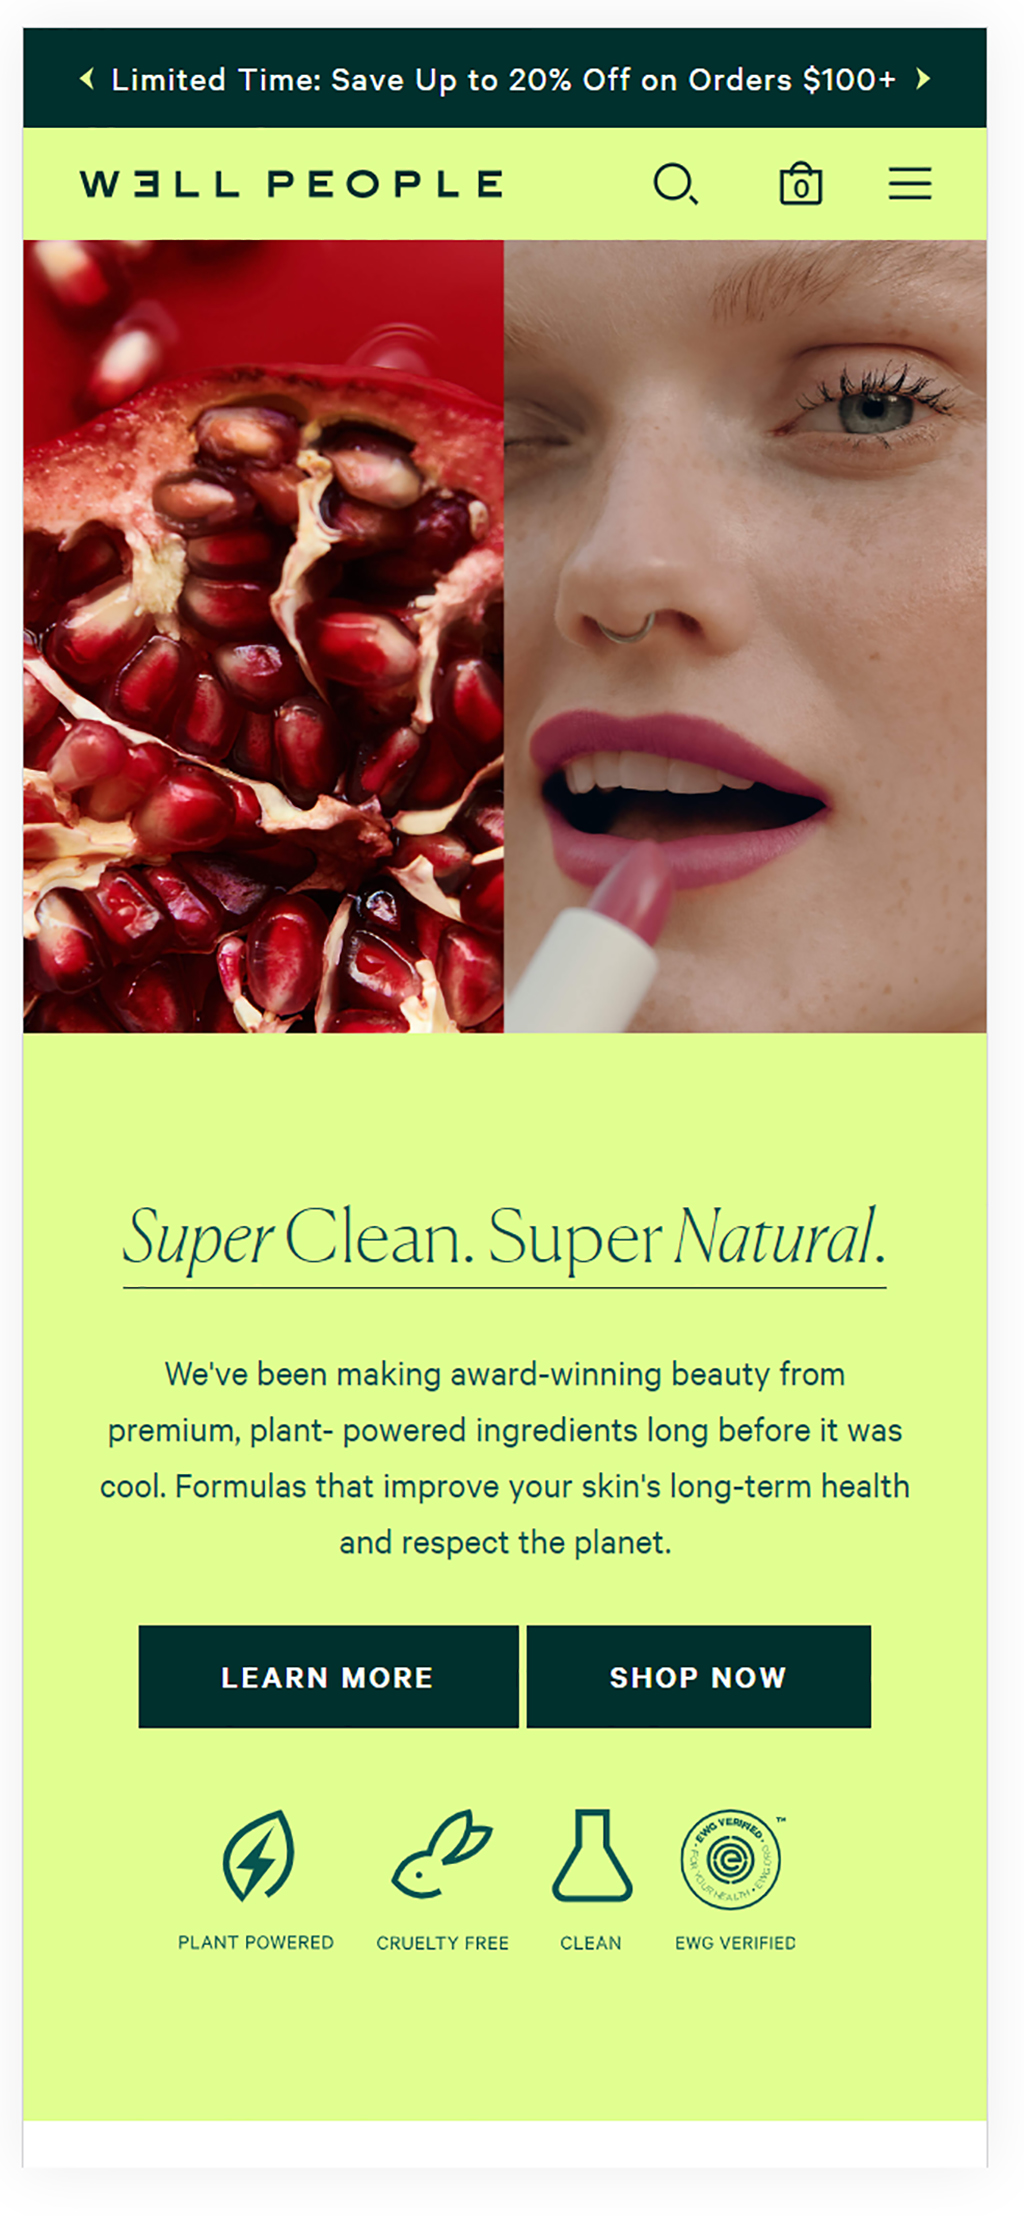 Limited Time: Save Up to 20% Off on Orders $100+
WƎLL PEOPLE
0
Super Clean. Super Natural.
We've been making award-winning beauty from
premium, plant- powered ingredients long before it was
cool. Formulas that improve your skin's long-term health
and respect the planet.
LEARN MORE SHOP NOW
EWG VERIFIED • FOR YOUR HEALTH • EWG.ORG ™
PLANT POWERED CRUELTY FREE CLEAN EWG VERIFIED